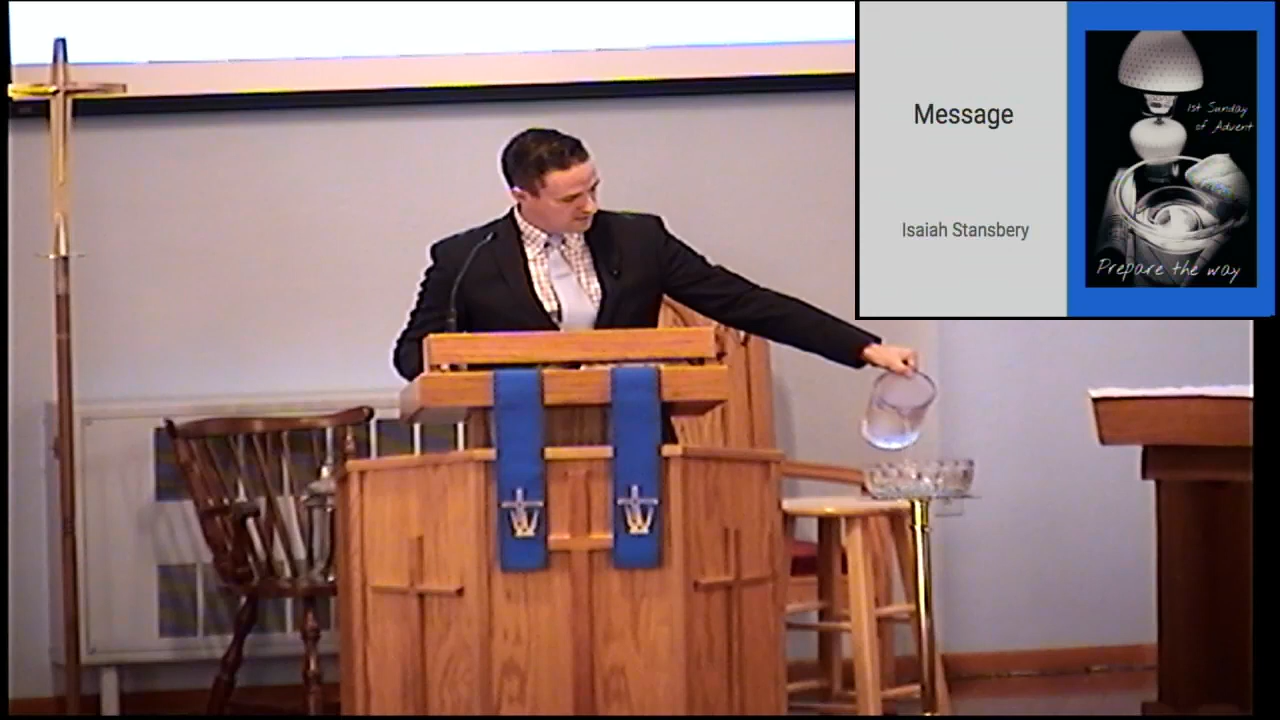 Message
Isaiah Stansbery
1st Sunday
of Advent
Prepare the way